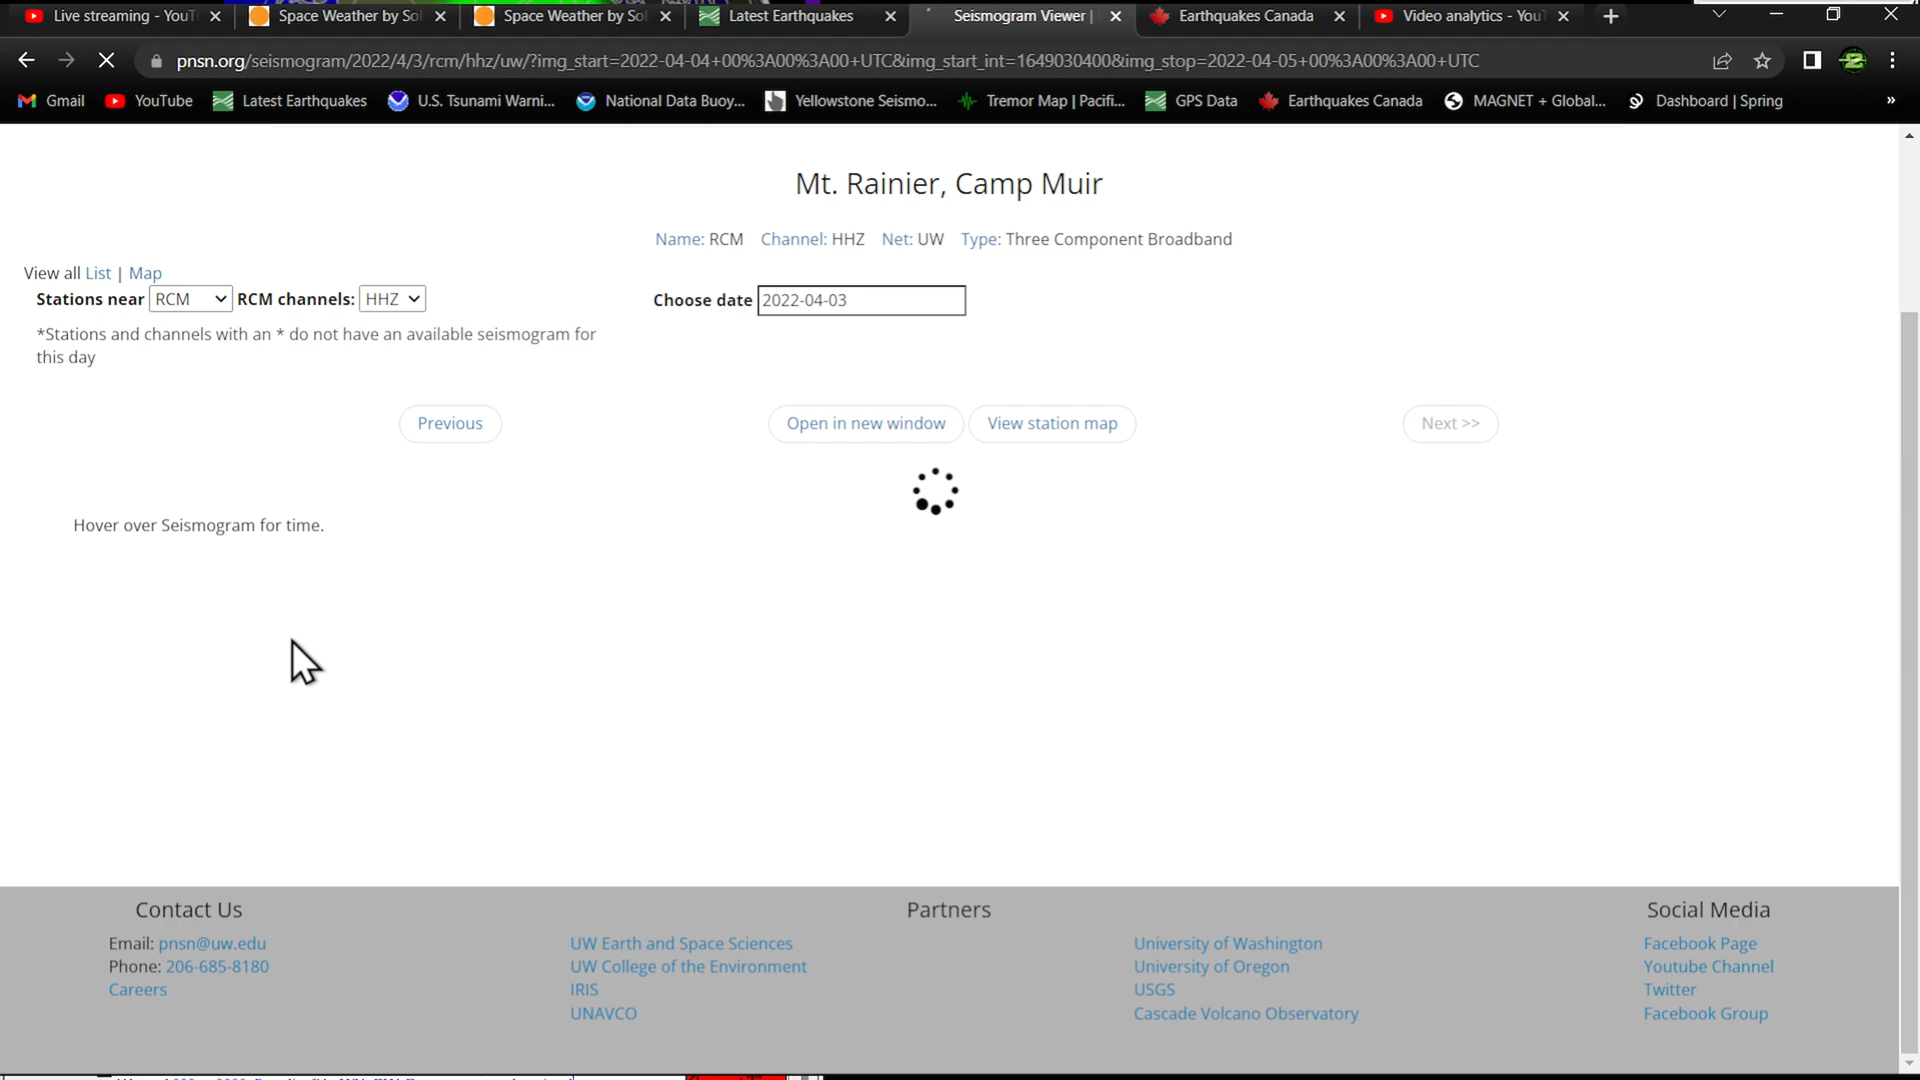 Live streaming - YouT
Space Weather by Sol
Space Weather by Sol
Latest Earthquakes
Seismogram Viewer |
Earthquakes Canada
Video analytics - YouT
pnsn.org/seismogram/2022/4/3/rcm/hhz/uw/?img_start=2022-04-04+00%3A00%3A00+UTC&img_start_int=1649030400&img_stop=2022-04-05+00%3A00%3A00+UTC
Gmail
YouTube
Latest Earthquakes
U.S. Tsunami Warni...
National Data Buoy...
Yellowstone Seismo...
Tremor Map | Pacifi...
GPS Data
Earthquakes Canada
MAGNET + Global...
Dashboard | Spring
»
Mt. Rainier, Camp Muir
Name: RCM Channel: HHZ Net: UW Type: Three Component Broadband
View all List | Map
Stations near RCM RCM channels: HHZ
Choose date 2022-04-03
*Stations and channels with an * do not have an available seismogram for
this day
Previous
Open in new window
View station map
Next >>
Hover over Seismogram for time.
Contact Us
Email: pnsn@uw.edu
Phone: 206-685-8180
Careers
Partners
UW Earth and Space Sciences
UW College of the Environment
IRIS
UNAVCO
University of Washington
University of Oregon
USGS
Cascade Volcano Observatory
Social Media
Facebook Page
Youtube Channel
Twitter
Facebook Group